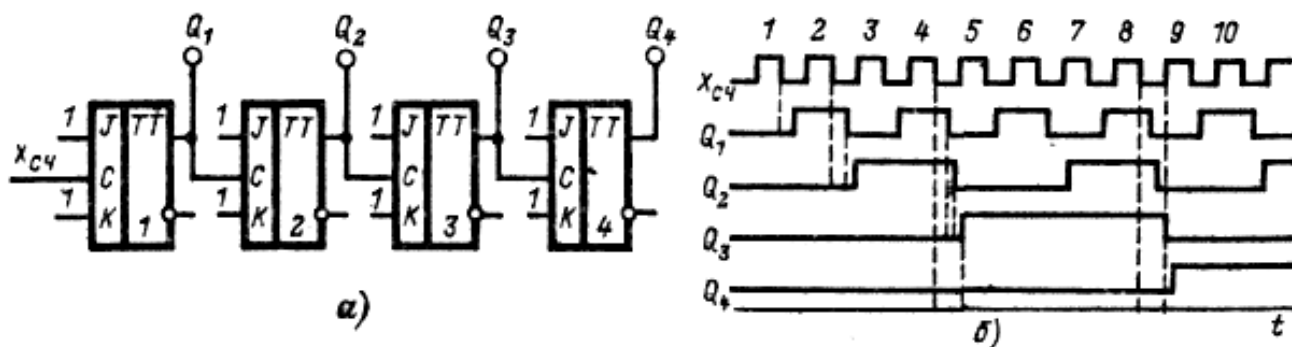 Q₁ Q₂ Q₃ Q₄
1 J TT 1 J TT 1 J TT 1 J TT
Xсч C C C C
1 K 1 1 K 2 1 K 3 1 K 4
а)
1 2 3 4 5 6 7 8 9 10
Xсч
Q₁
Q₂
Q₃
Q₄
б) t